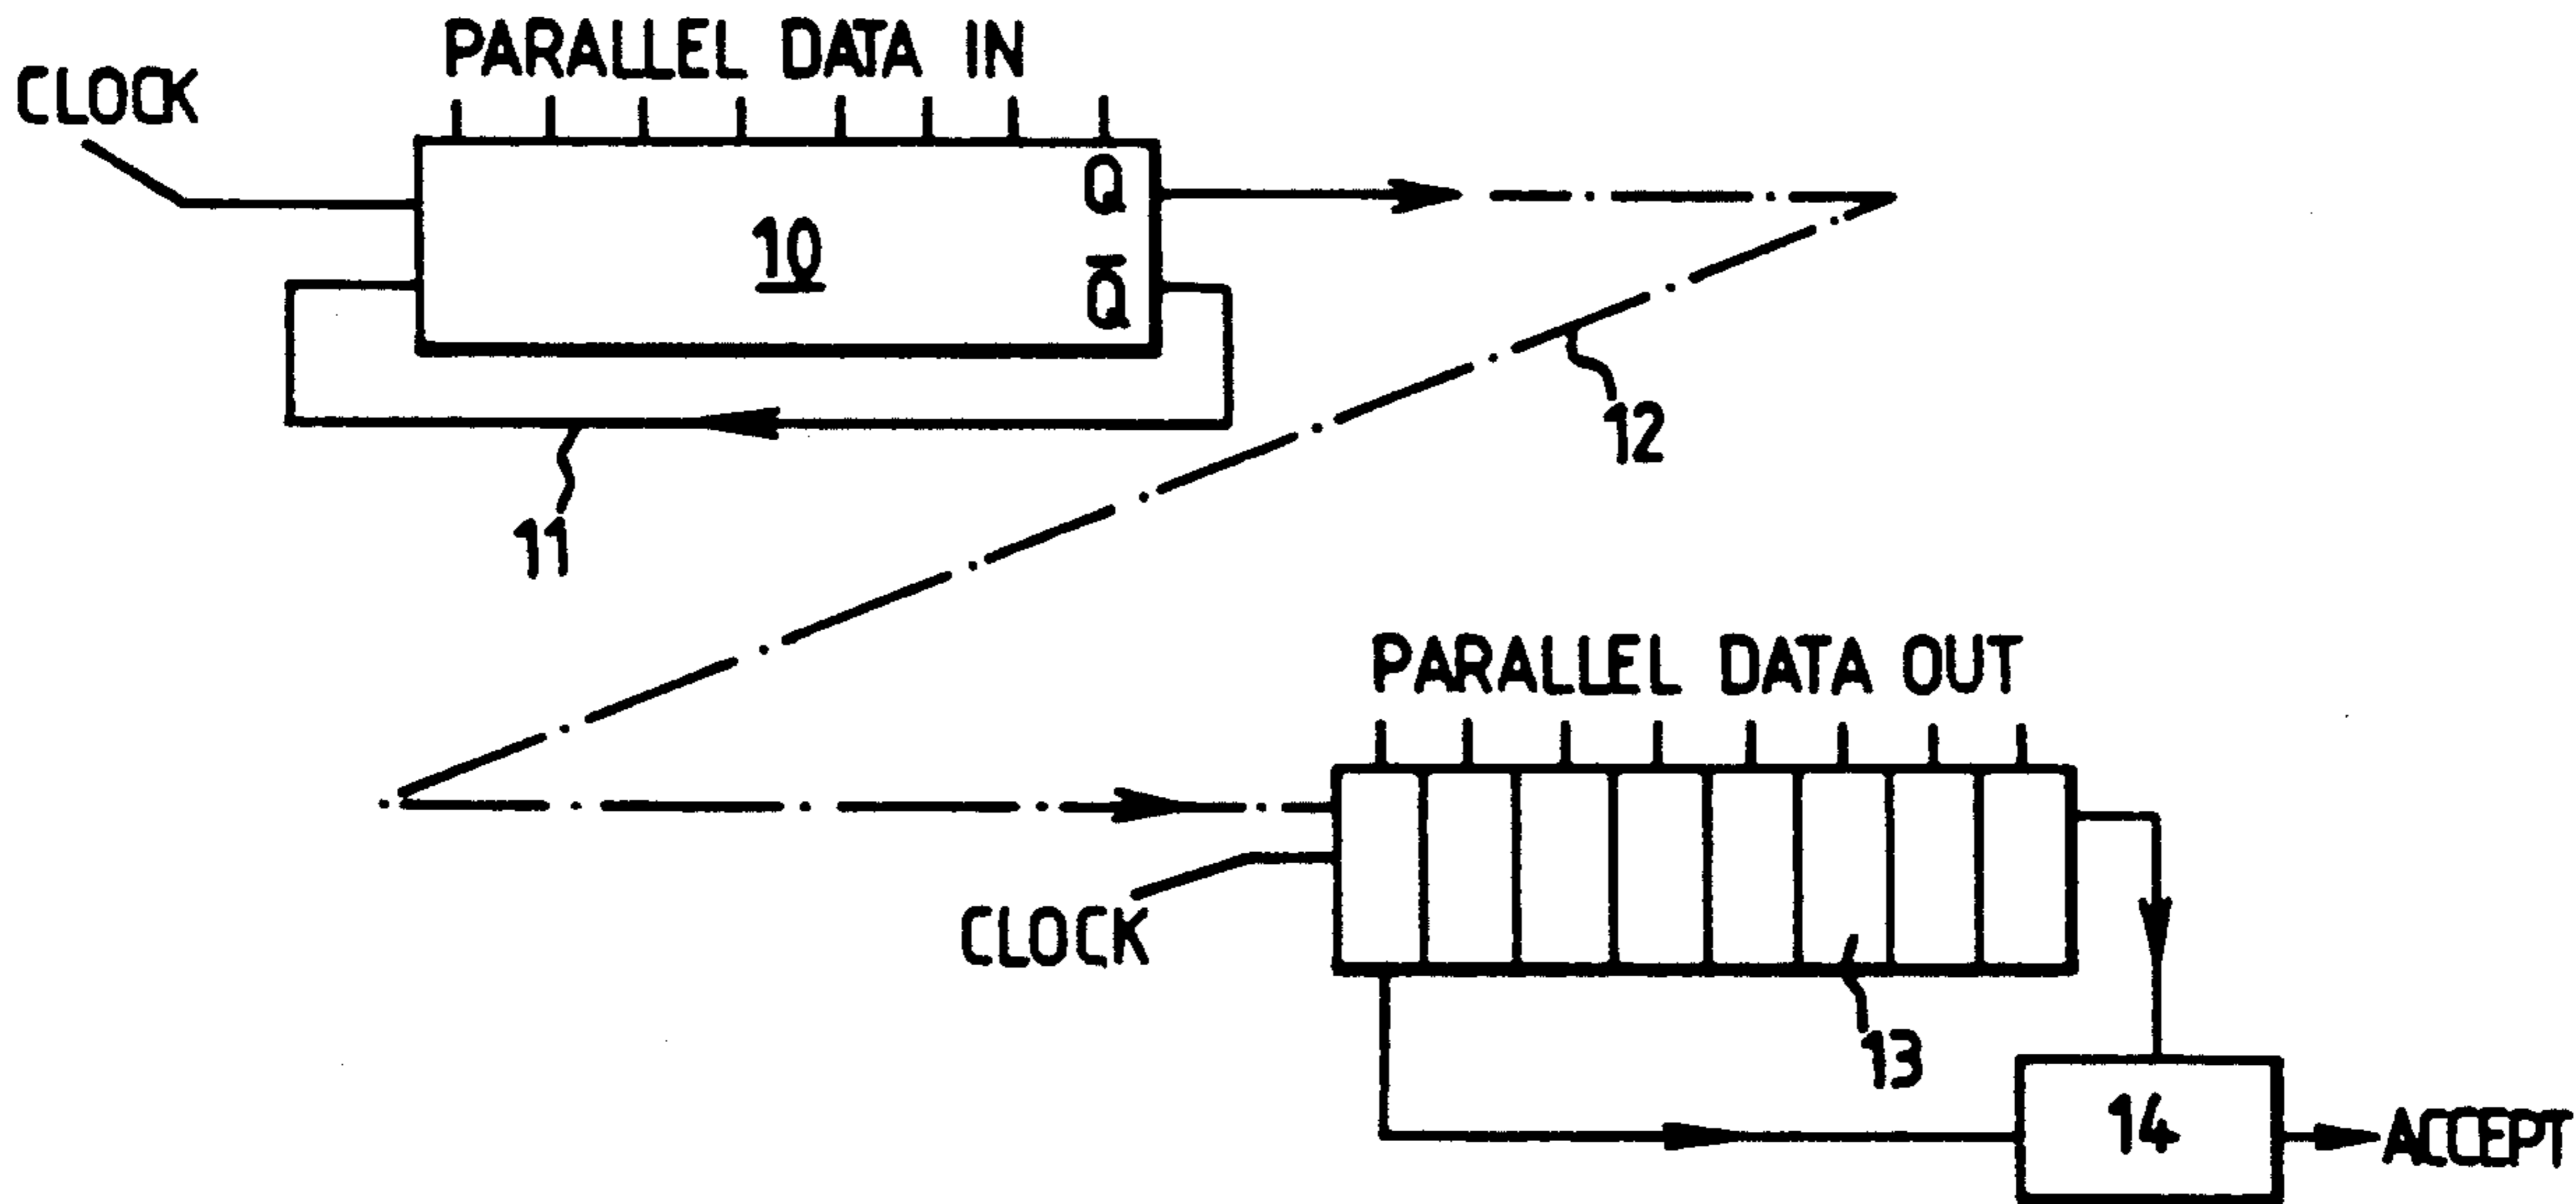 PARALLEL DATA IN
CLOCK
Q
10
Q̅
12
11
PARALLEL DATA OUT
CLOCK
13
14
ACCEPT